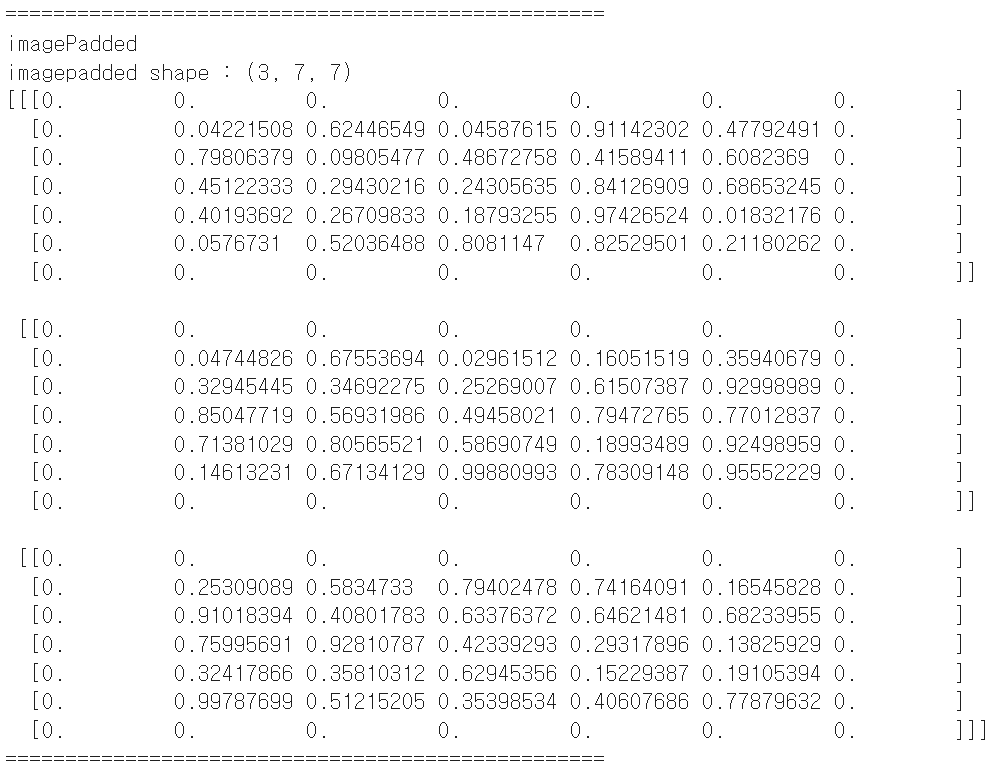 ==================================================
imagePadded
imagepadded shape : (3, 7, 7)
[[[0.         0.         0.         0.         0.         0.         0.        ]
  [0.         0.04221508 0.62446549 0.04587615 0.91142302 0.47792491 0.        ]
  [0.         0.79806379 0.09805477 0.48672758 0.41589411 0.6082369  0.        ]
  [0.         0.45122333 0.29430216 0.24305635 0.84126909 0.68653245 0.        ]
  [0.         0.40193692 0.26709833 0.18793255 0.97426524 0.01832176 0.        ]
  [0.         0.0576731  0.52036488 0.8081147  0.82529501 0.21180262 0.        ]
  [0.         0.         0.         0.         0.         0.         0.        ]]

 [[0.         0.         0.         0.         0.         0.         0.        ]
  [0.         0.04744826 0.67553694 0.02961512 0.16051519 0.35940679 0.        ]
  [0.         0.32945445 0.34692275 0.25269007 0.61507387 0.92998989 0.        ]
  [0.         0.85047719 0.56931986 0.49458021 0.79472765 0.77012837 0.        ]
  [0.         0.71381029 0.80565521 0.58690749 0.18993489 0.92498959 0.        ]
  [0.         0.14613231 0.67134129 0.99880993 0.78309148 0.95552229 0.        ]
  [0.         0.         0.         0.         0.         0.         0.        ]]

 [[0.         0.         0.         0.         0.         0.         0.        ]
  [0.         0.25309089 0.5834733  0.79402478 0.74164091 0.16545828 0.        ]
  [0.         0.91018394 0.40801783 0.63376372 0.64621481 0.68233955 0.        ]
  [0.         0.75995691 0.92810787 0.42339293 0.29317896 0.13825929 0.        ]
  [0.         0.32417866 0.35810312 0.62945356 0.15229387 0.19105394 0.        ]
  [0.         0.99787699 0.51215205 0.35398534 0.40607686 0.77879632 0.        ]
  [0.         0.         0.         0.         0.         0.         0.        ]]]
==================================================